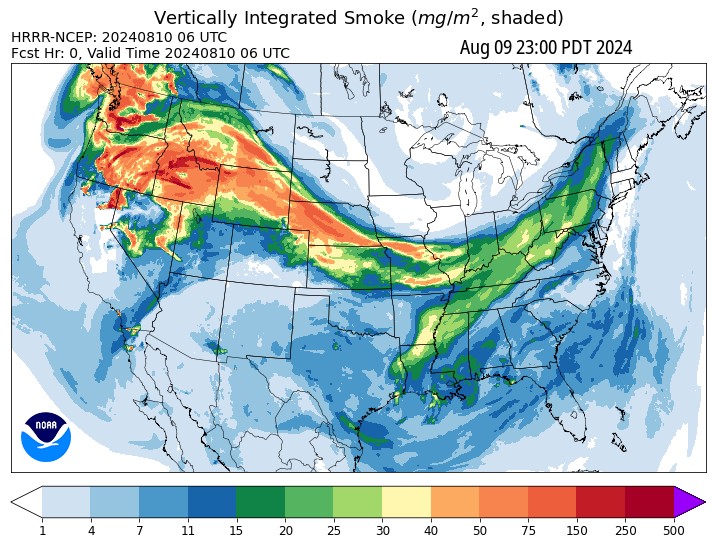 Vertically Integrated Smoke (mg/m², shaded)
HRRR-NCEP: 20240810 06 UTC
Fcst Hr: 0, Valid Time 20240810 06 UTC
Aug 09 23:00 PDT 2024
NOAA
1 4 7 11 15 20 25 30 40 50 75 150 250 500